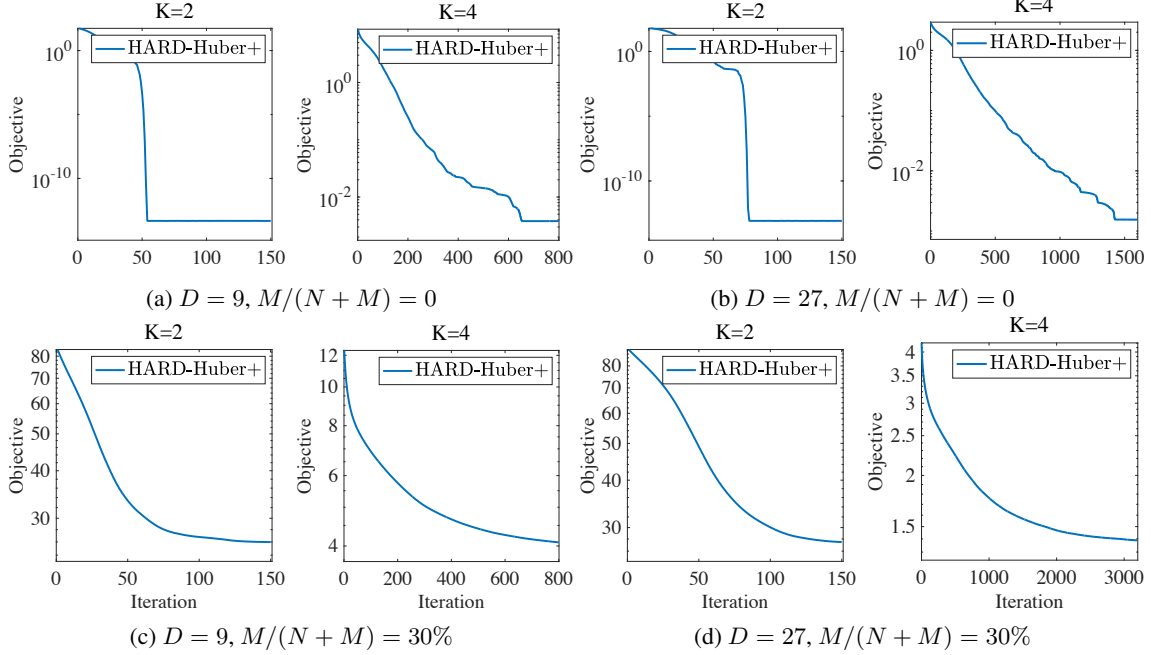 K=2
HARD-Huber+
10^0
10^{-10}
Objective
0 50 100 150
K=4
HARD-Huber+
10^0
10^{-2}
Objective
0 200 400 600 800
(a) D = 9, M/(N + M) = 0
K=2
HARD-Huber+
10^0
10^{-10}
Objective
0 50 100 150
K=4
HARD-Huber+
10^0
10^{-2}
Objective
0 500 1000 1500
(b) D = 27, M/(N + M) = 0
K=2
HARD-Huber+
80
70
60
50
40
30
Objective
0 50 100 150
Iteration
K=4
HARD-Huber+
12
10
8
6
4
Objective
0 200 400 600 800
Iteration
(c) D = 9, M/(N + M) = 30%
K=2
HARD-Huber+
80
70
60
50
40
30
Objective
0 50 100 150
Iteration
K=4
HARD-Huber+
4
3.5
3
2.5
2
1.5
Objective
0 1000 2000 3000
Iteration
(d) D = 27, M/(N + M) = 30%